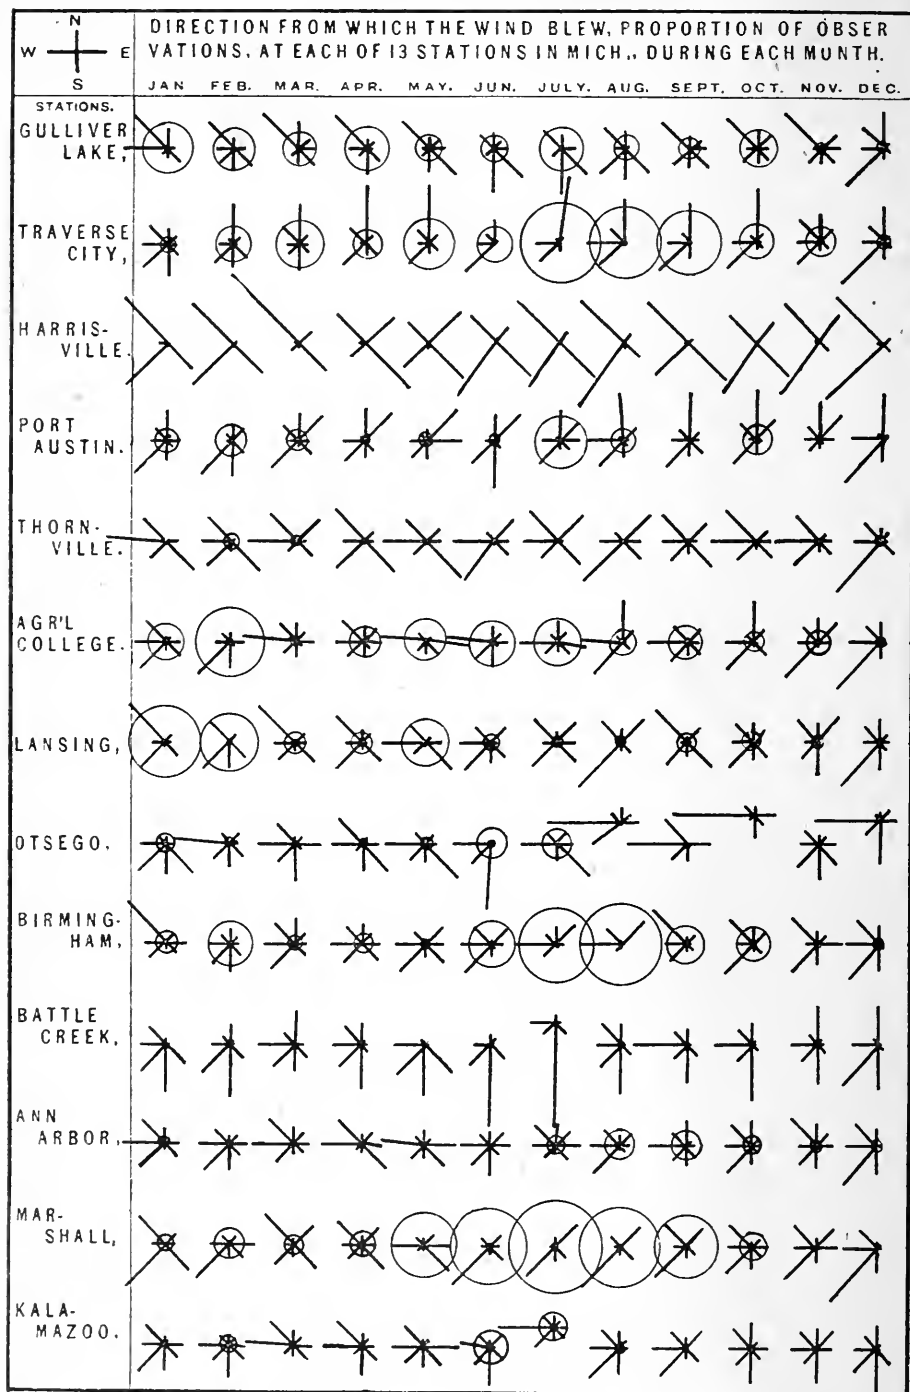 N
W E
S
DIRECTION FROM WHICH THE WIND BLEW, PROPORTION OF OBSER
VATIONS, AT EACH OF 13 STATIONS IN MICH., DURING EACH MONTH.
JAN FEB. MAR. APR. MAY. JUN. JULY. AUG. SEPT. OCT. NOV. DEC.
STATIONS.
GULLIVER
LAKE,
TRAVERSE
CITY,
HARRIS-
VILLE.
PORT
AUSTIN.
THORN-
VILLE.
AGR'L
COLLEGE.
LANSING,
OTSEGO,
BIRMING-
HAM,
BATTLE
CREEK,
ANN
ARBOR,
MAR-
SHALL,
KALA-
MAZOO.